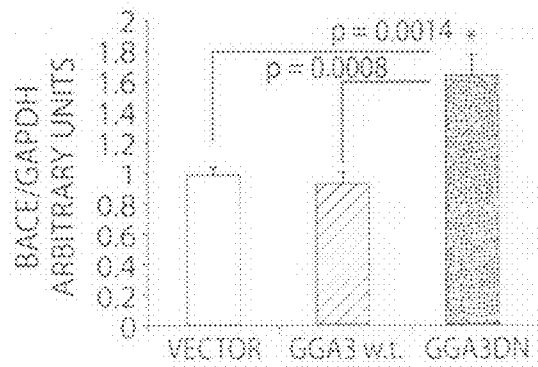 BACE/GAPDH
ARBITRARY UNITS
2
1.8
1.6
1.4
1.2
1
0.8
0.6
0.4
0.2
0
p = 0.0014
*
p = 0.0008
VECTOR
GGA3 w.t.
GGA3DN